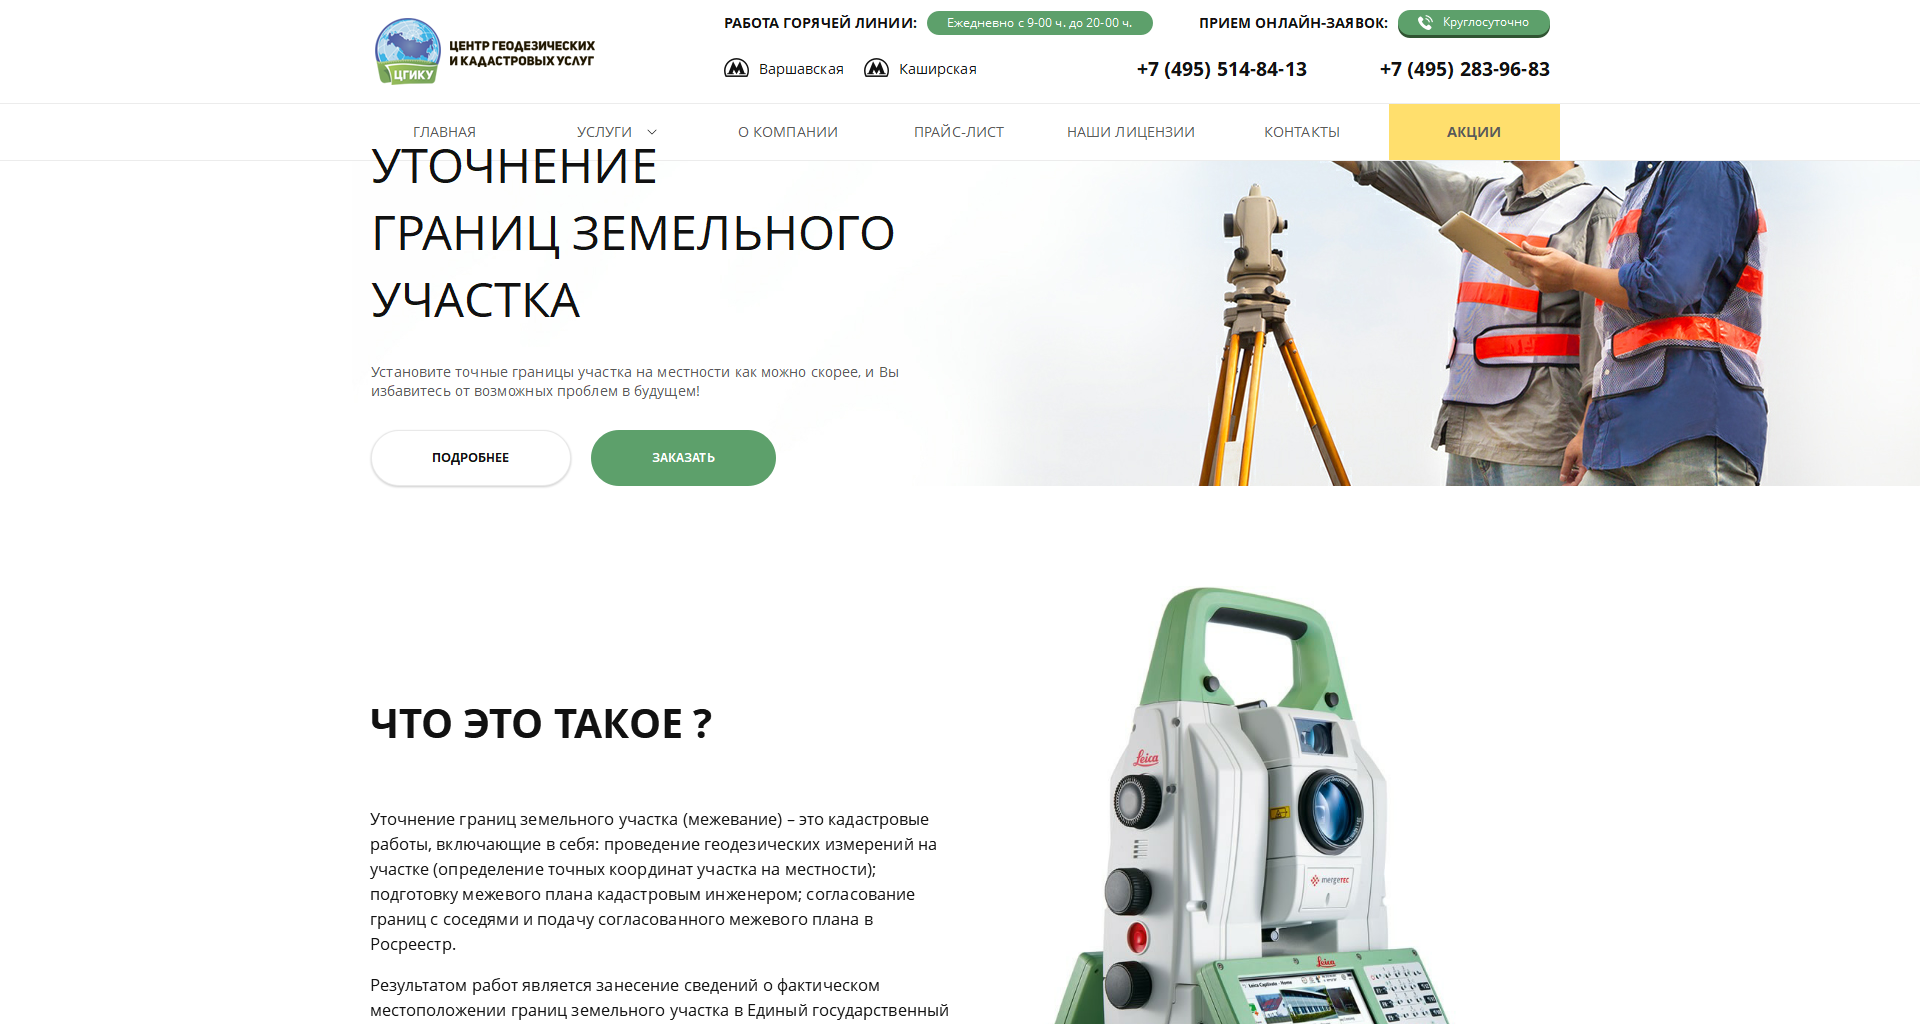 ЦГИКУ
ЦЕНТР ГЕОДЕЗИЧЕСКИХ
И КАДАСТРОВЫХ УСЛУГ
РАБОТА ГОРЯЧЕЙ ЛИНИИ: Ежедневно с 9-00 ч. до 20-00 ч.
ПРИЕМ ОНЛАЙН-ЗАЯВОК: Круглосуточно
Варшавская Каширская
+7 (495) 514-84-13 +7 (495) 283-96-83
ГЛАВНАЯ УСЛУГИ О КОМПАНИИ ПРАЙС-ЛИСТ НАШИ ЛИЦЕНЗИИ КОНТАКТЫ АКЦИИ
УТОЧНЕНИЕ
ГРАНИЦ ЗЕМЕЛЬНОГО
УЧАСТКА
Установите точные границы участка на местности как можно скорее, и Вы
избавитесь от возможных проблем в будущем!
ПОДРОБНЕЕ ЗАКАЗАТЬ
ЧТО ЭТО ТАКОЕ ?
Уточнение границ земельного участка (межевание) – это кадастровые
работы, включающие в себя: проведение геодезических измерений на
участке (определение точных координат участка на местности);
подготовку межевого плана кадастровым инженером; согласование
границ с соседями и подачу согласованного межевого плана в
Росреестр.
Результатом работ является занесение сведений о фактическом
местоположении границ земельного участка в Единый государственный
Leica
mergeTEC
Leica
Leica Captivate - Home